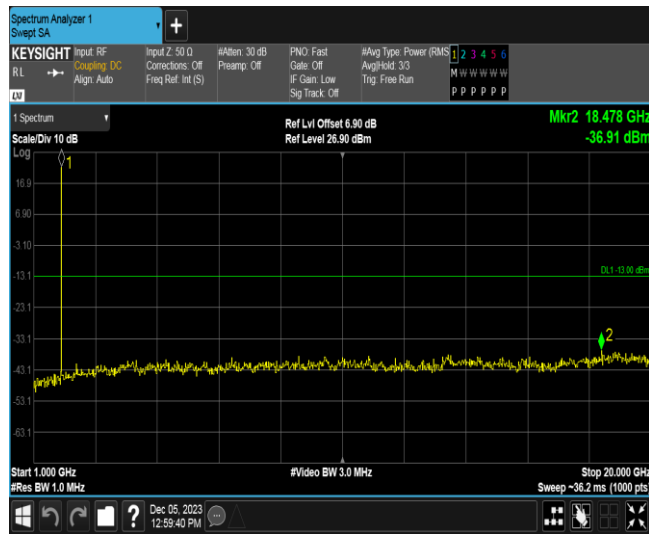 Spectrum Analyzer 1
Swept SA
+
KEYSIGHT
RL
LXI
Input: RF
Coupling: DC
Align: Auto
Input Z: 50 Ω
Corrections: Off
Freq Ref: Int (S)
#Atten: 30 dB
Preamp: Off
PNO: Fast
Gate: Off
IF Gain: Low
Sig Track: Off
#Avg Type: Power (RMS
Avg|Hold: 3/3
Trig: Free Run
1 2 3 4 5 6
M W W W W W
P P P P P P
1 Spectrum
Scale/Div 10 dB
Ref Lvl Offset 6.90 dB
Ref Level 26.90 dBm
Mkr2 18.478 GHz
-36.91 dBm
Log
1
16.9
6.90
-3.10
-13.1
DL1 -13.00 dBm
-23.1
-33.1
2
-43.1
-53.1
-63.1
Start 1.000 GHz
#Video BW 3.0 MHz
Stop 20.000 GHz
#Res BW 1.0 MHz
Sweep ~36.2 ms (1000 pts)
?
Dec 05, 2023
12:59:40 PM